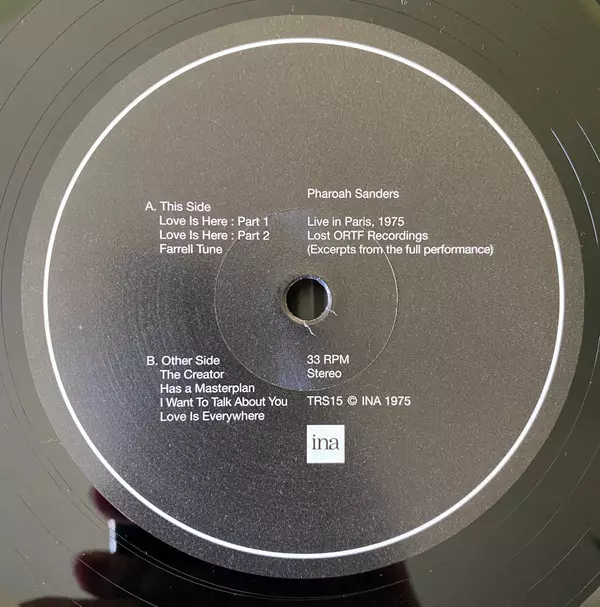 Pharoah Sanders
A. This Side
Love Is Here : Part 1
Love Is Here : Part 2
Farrell Tune
Live in Paris, 1975
Lost ORTF Recordings
(Excerpts from the full performance)
B. Other Side
The Creator
Has a Masterplan
I Want To Talk About You
Love Is Everywhere
33 RPM
Stereo
TRS15 © INA 1975
ina